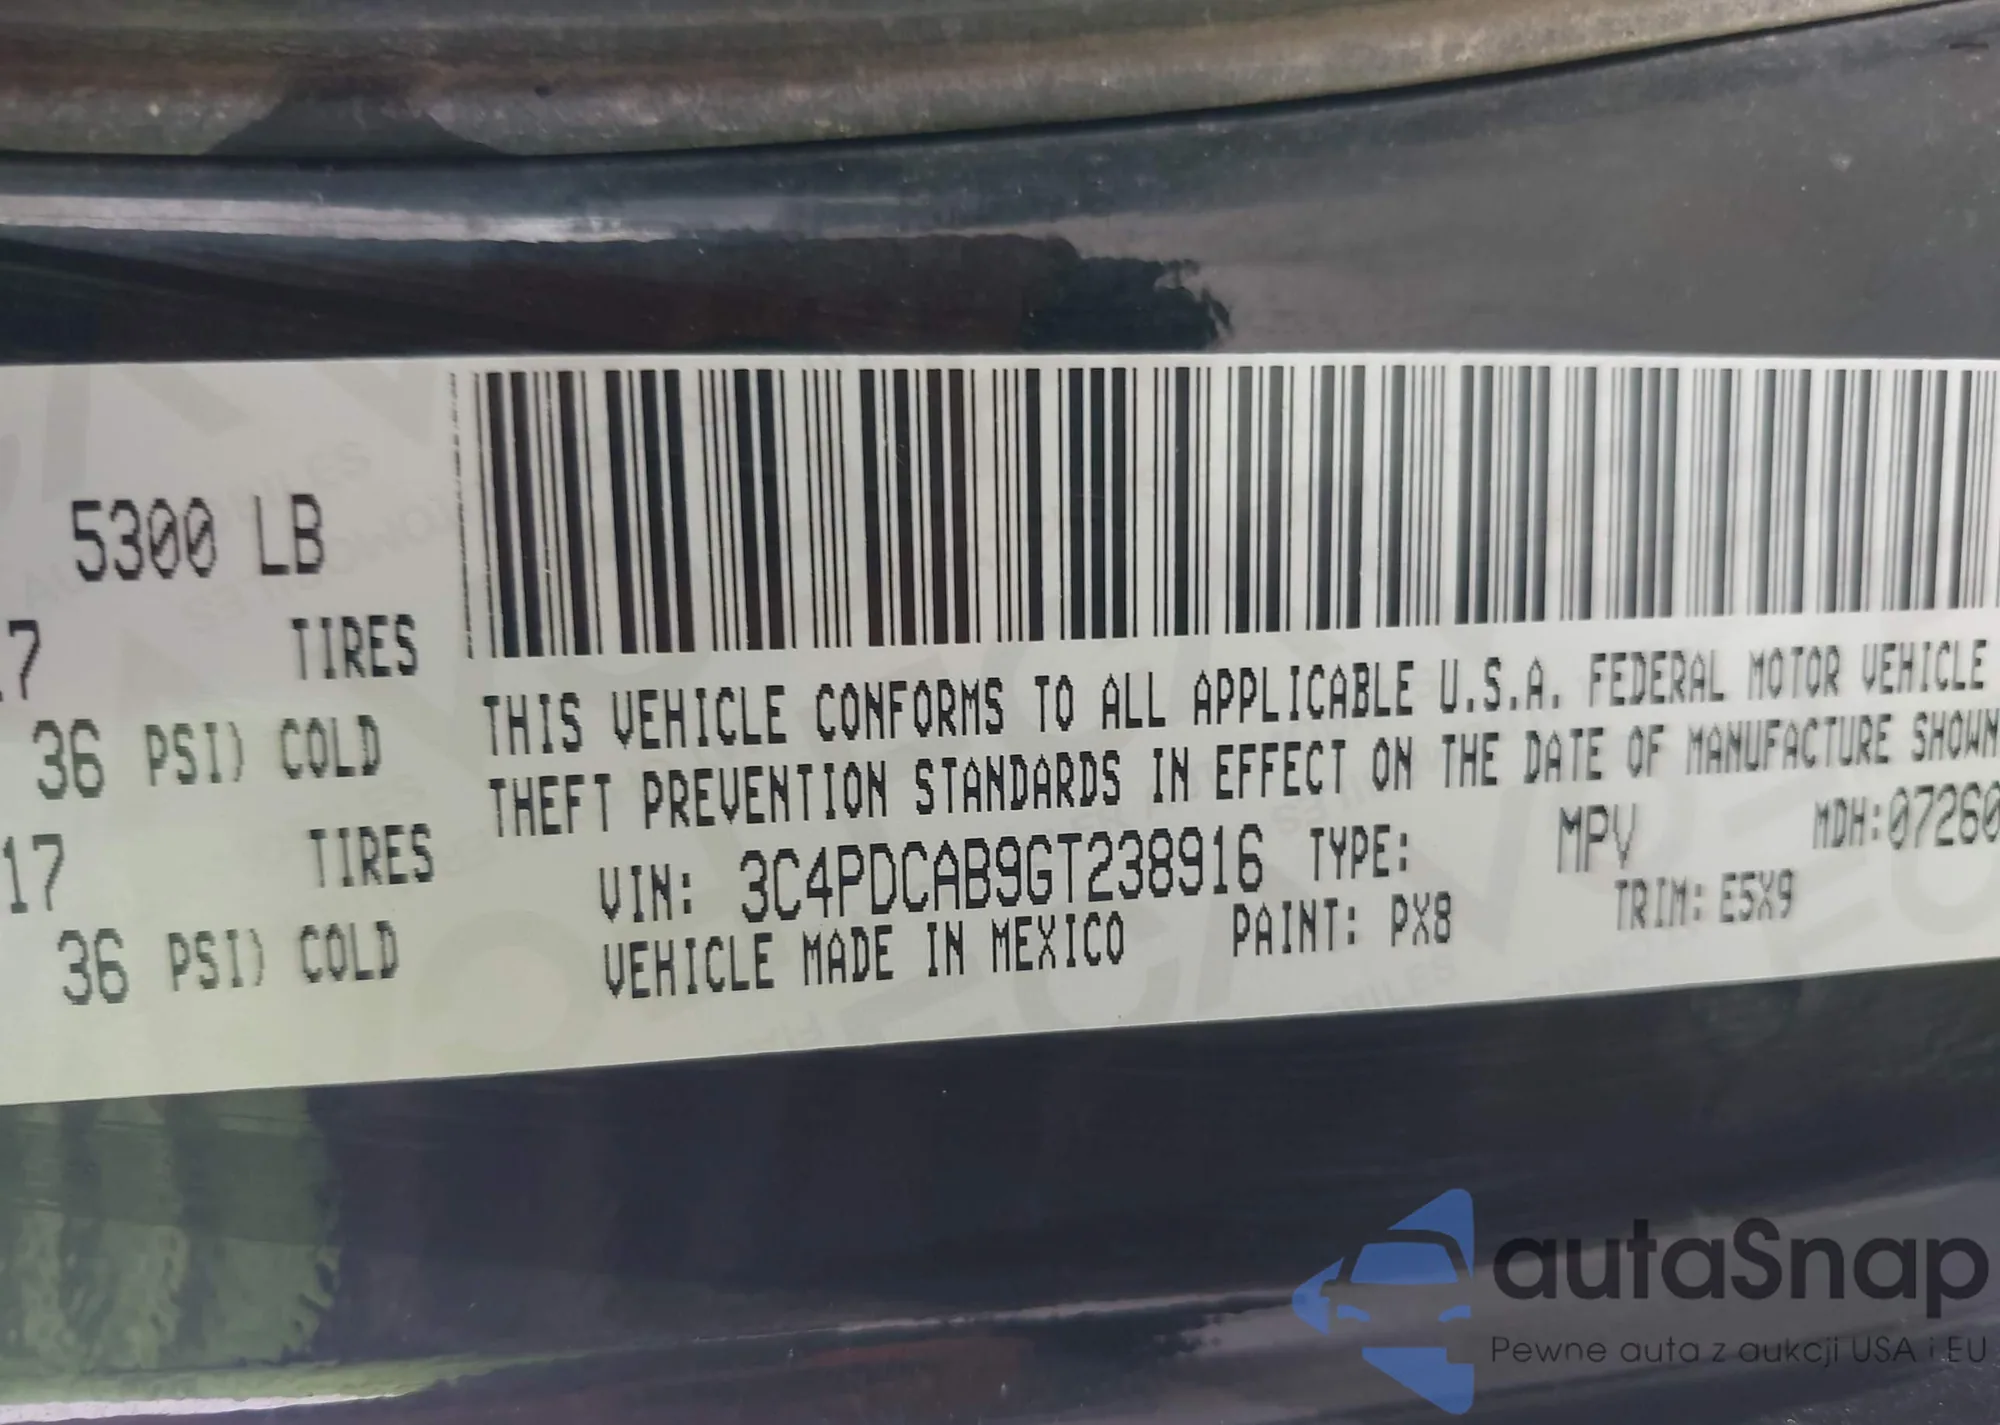 5300 LB
17 TIRES
36 PSI) COLD
17 TIRES
36 PSI) COLD
THIS VEHICLE CONFORMS TO ALL APPLICABLE U.S.A. FEDERAL MOTOR VEHICLE
THEFT PREVENTION STANDARDS IN EFFECT ON THE DATE OF MANUFACTURE SHOWN
VIN: 3C4PDCAB9GT238916 TYPE: MPV MDH:07260
VEHICLE MADE IN MEXICO PAINT: PX8 TRIM: E5X9
autaSnap
Pewne auta z aukcji USA i EU